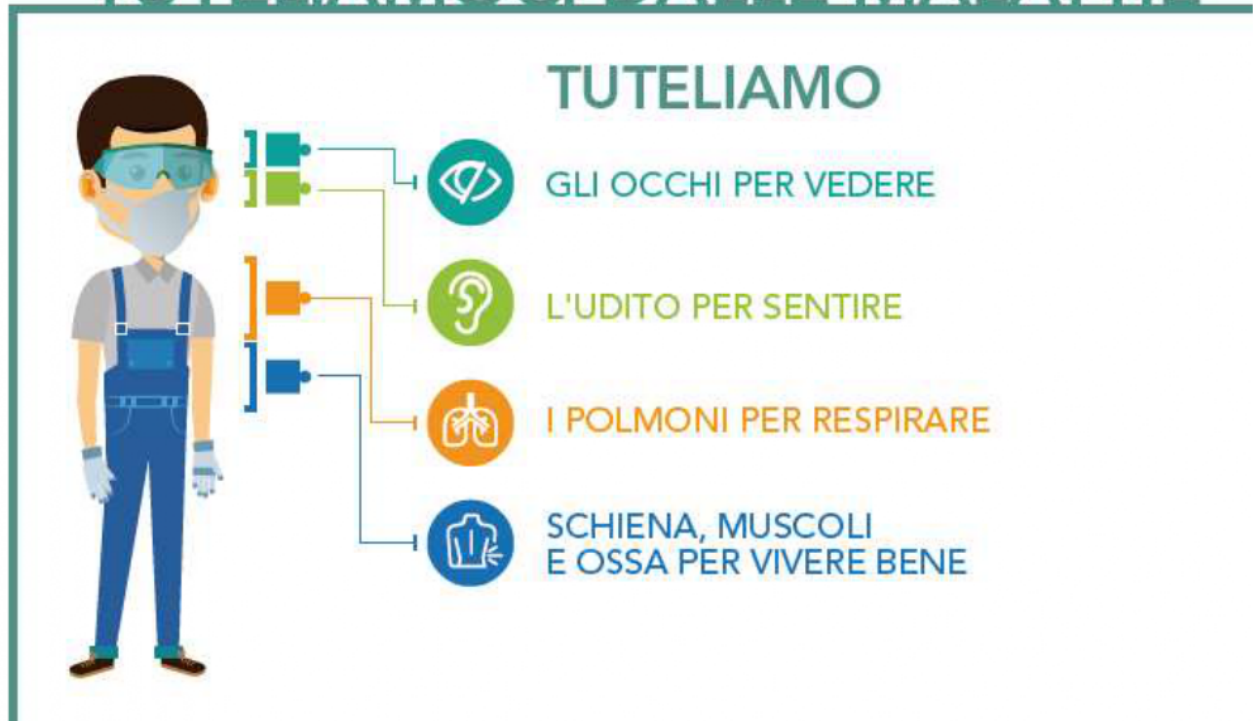 TUTELIAMO
GLI OCCHI PER VEDERE
L'UDITO PER SENTIRE
I POLMONI PER RESPIRARE
SCHIENA, MUSCOLI
E OSSA PER VIVERE BENE